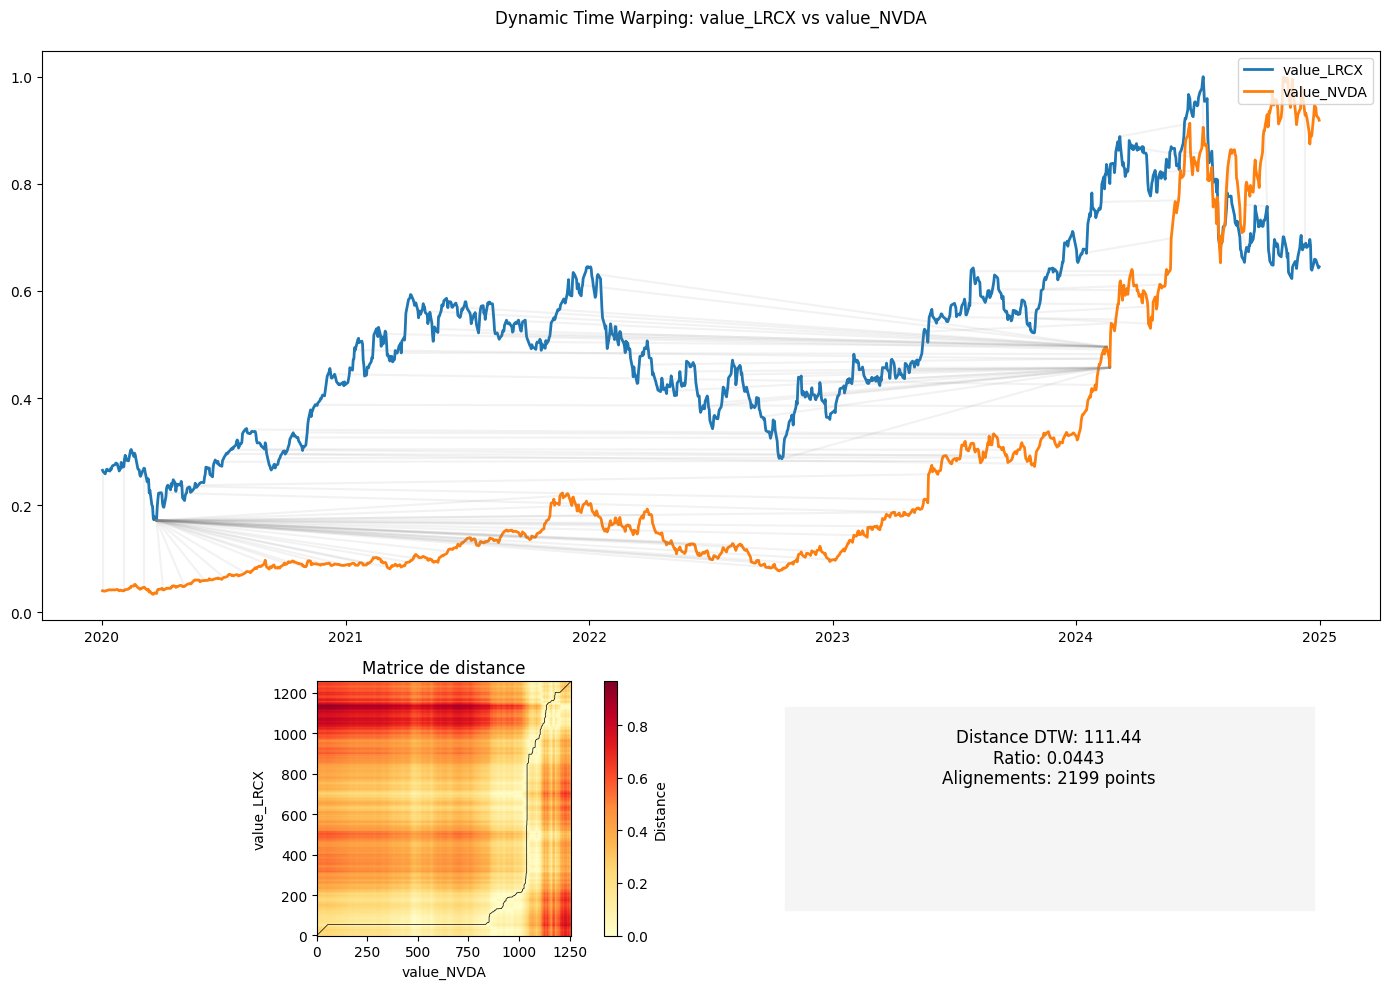 Dynamic Time Warping: value_LRCX vs value_NVDA
value_LRCX
value_NVDA
1.0
0.8
0.6
0.4
0.2
0.0
2020 2021 2022 2023 2024 2025
Matrice de distance
value_LRCX
1200
1000
800
600
400
200
0
0 250 500 750 1000 1250
value_NVDA
0.8
0.6
0.4
0.2
0.0
Distance
Distance DTW: 111.44
Ratio: 0.0443
Alignements: 2199 points